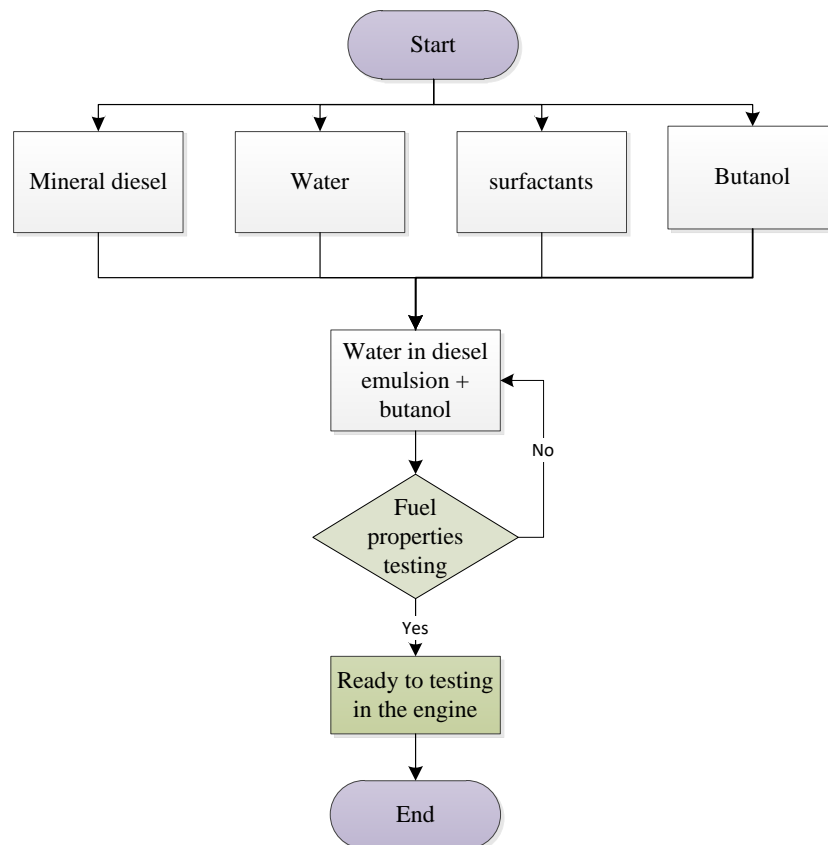 Start
Mineral diesel
Water
surfactants
Butanol
Water in diesel
emulsion +
butanol
No
Fuel
properties
testing
Yes
Ready to testing
in the engine
End